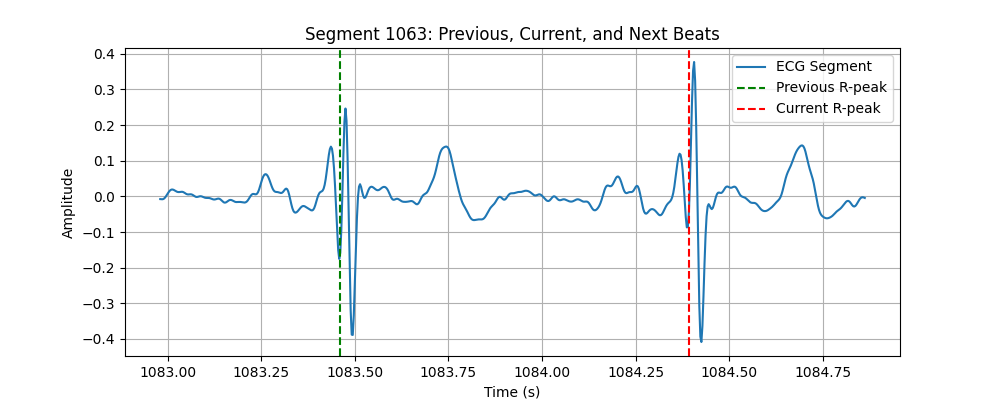 Segment 1063: Previous, Current, and Next Beats
0.4
0.3
0.2
0.1
0.0
−0.1
−0.2
−0.3
−0.4
Amplitude
ECG Segment
Previous R-peak
Current R-peak
1083.00 1083.25 1083.50 1083.75 1084.00 1084.25 1084.50 1084.75
Time (s)